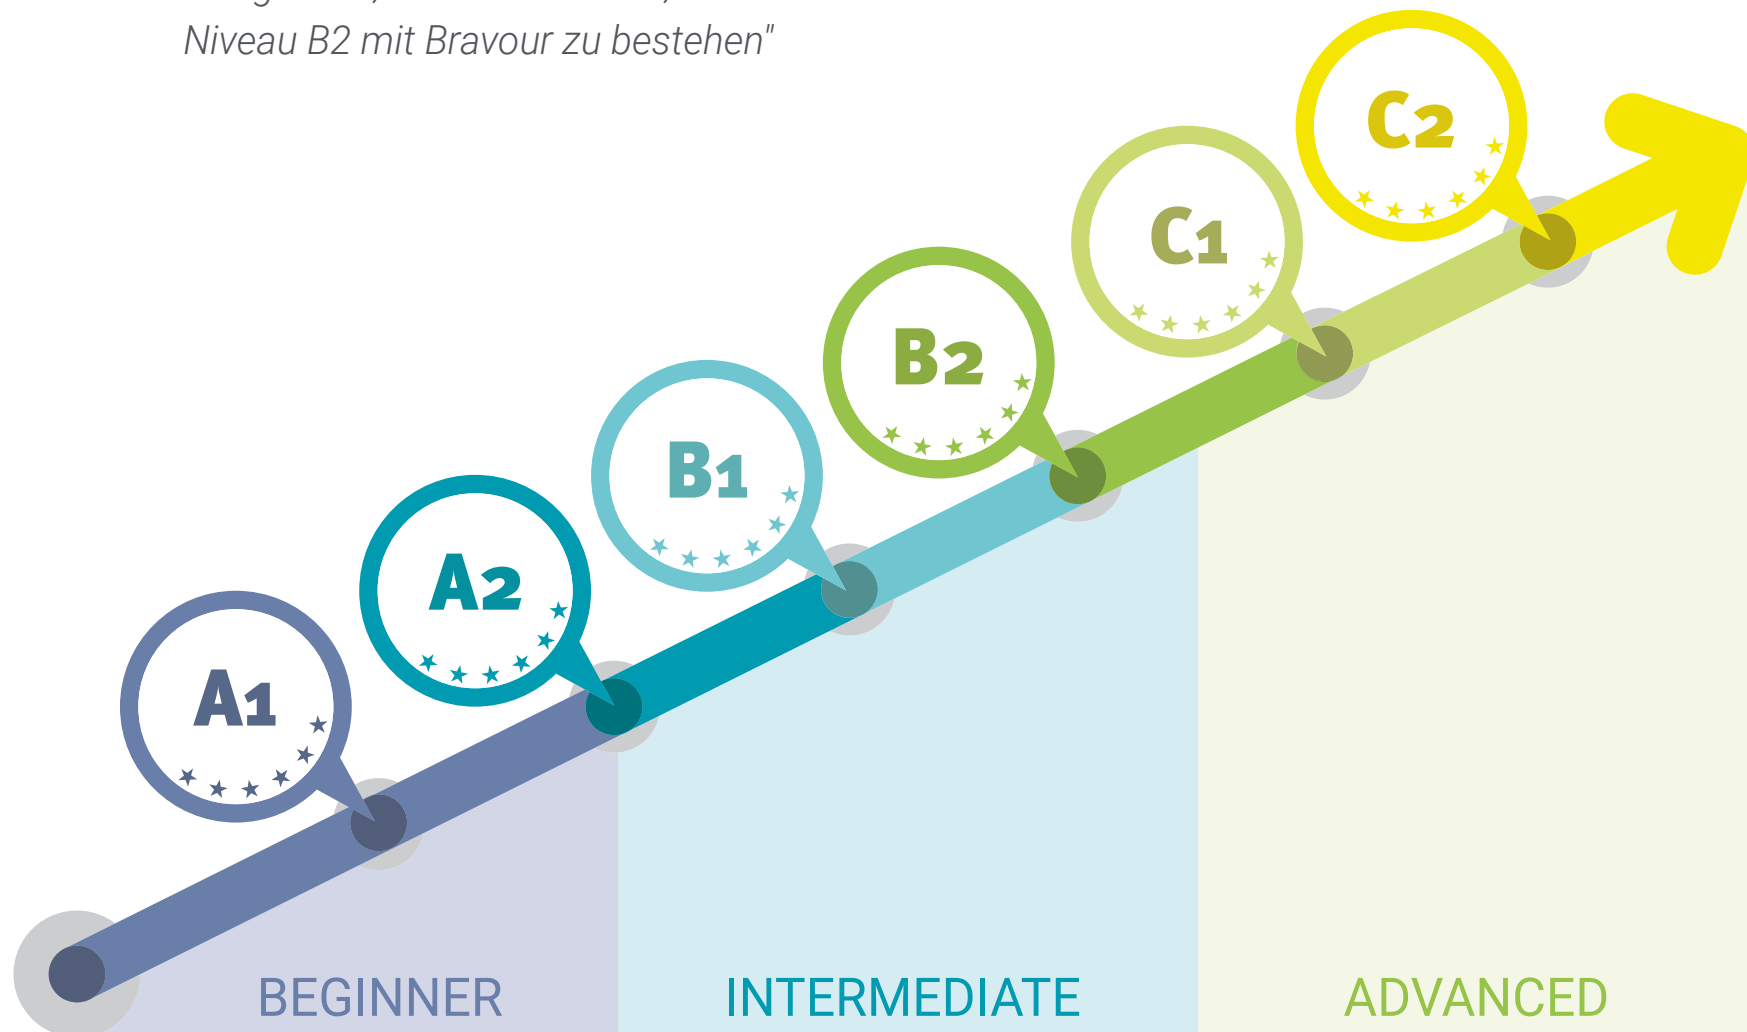 Niveau B2 mit Bravour zu bestehen"
C2
C1
B2
B1
A2
A1
BEGINNER INTERMEDIATE ADVANCED